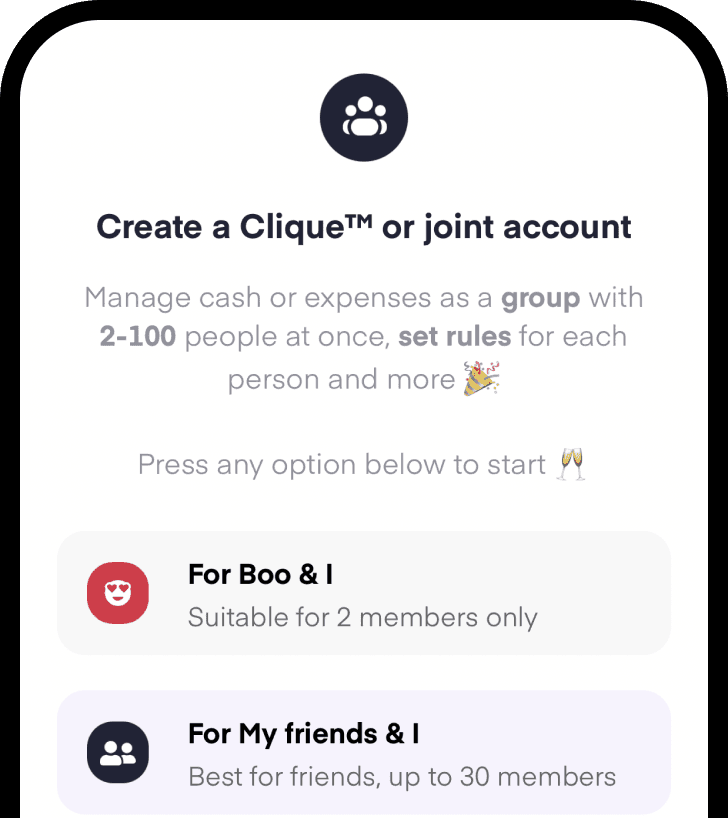 Create a Clique™ or joint account
Manage cash or expenses as a group with
2-100 people at once, set rules for each
person and more 🎉
Press any option below to start 🥂
For Boo & I
Suitable for 2 members only
For My friends & I
Best for friends, up to 30 members